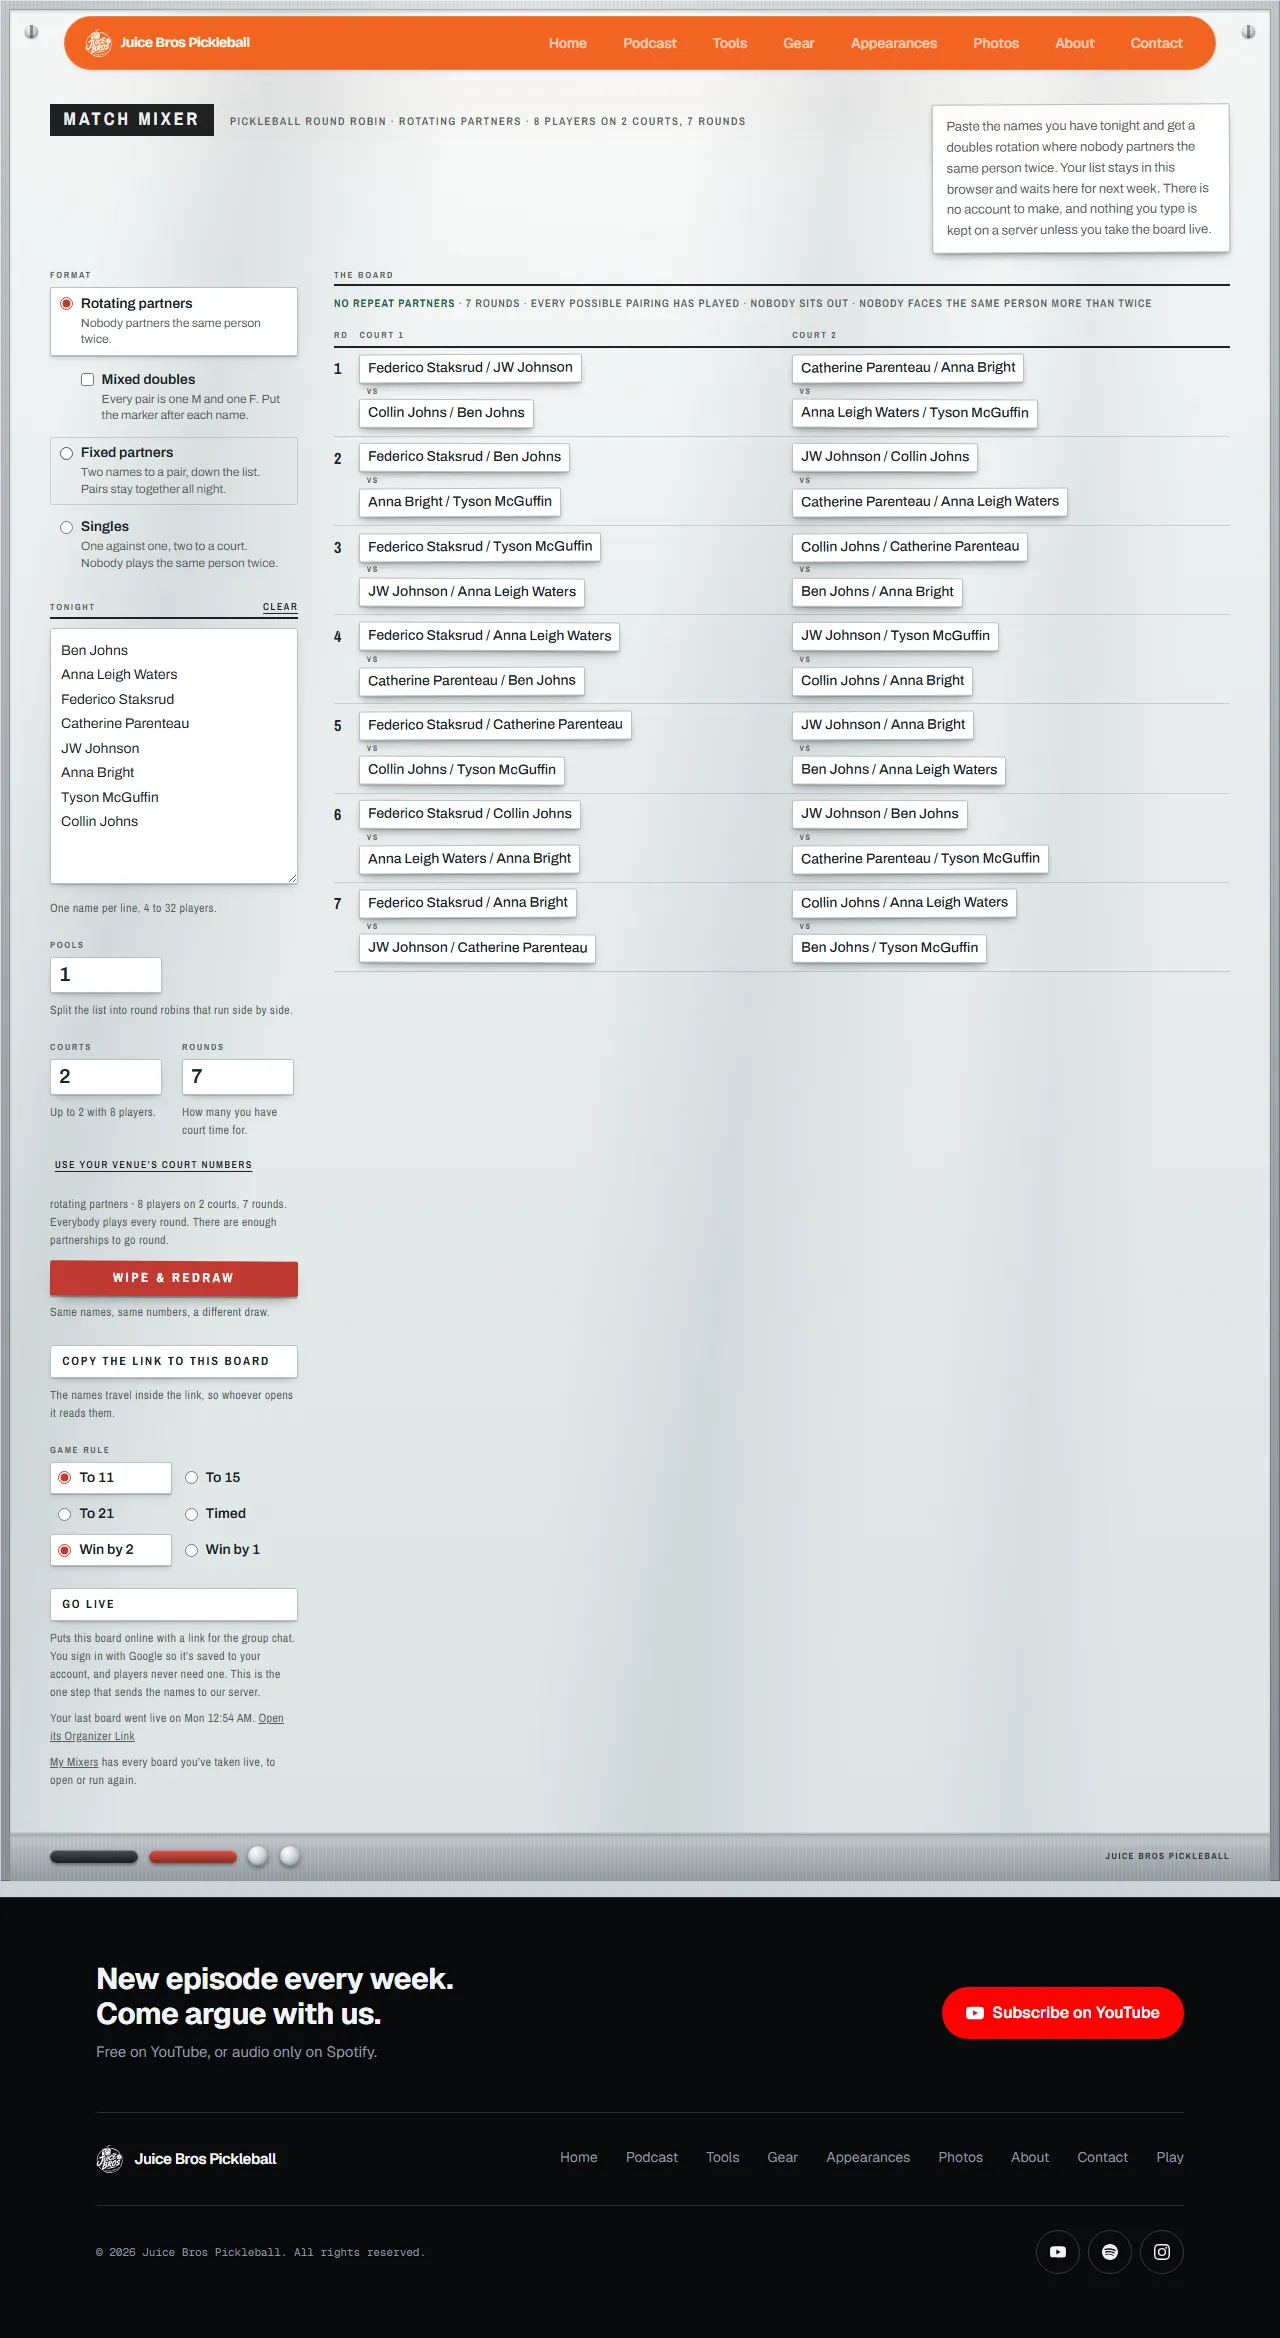 Juice Bros Pickleball
Home Podcast Tools Gear Appearances Photos About Contact
MATCH MIXER
PICKLEBALL ROUND ROBIN · ROTATING PARTNERS · 8 PLAYERS ON 2 COURTS, 7 ROUNDS
Paste the names you have tonight and get a
doubles rotation where nobody partners the
same person twice. Your list stays in this
browser and waits here for next week. There is
no account to make, and nothing you type is
kept on a server unless you take the board live.
FORMAT
Rotating partners
Nobody partners the same person
twice.
Mixed doubles
Every pair is one M and one F. Put
the marker after each name.
Fixed partners
Two names to a pair, down the list.
Pairs stay together all night.
Singles
One against one, two to a court.
Nobody plays the same person twice.
TONIGHT CLEAR
Ben Johns
Anna Leigh Waters
Federico Staksrud
Catherine Parenteau
JW Johnson
Anna Bright
Tyson McGuffin
Collin Johns
One name per line, 4 to 32 players.
POOLS
1
Split the list into round robins that run side by side.
COURTS ROUNDS
2 7
Up to 2 with 8 players. How many you have
court time for.
USE YOUR VENUE'S COURT NUMBERS
rotating partners · 8 players on 2 courts, 7 rounds.
Everybody plays every round. There are enough
partnerships to go round.
WIPE & REDRAW
Same names, same numbers, a different draw.
COPY THE LINK TO THIS BOARD
The names travel inside the link, so whoever opens
it reads them.
GAME RULE
To 11 To 15
To 21 Timed
Win by 2 Win by 1
GO LIVE
Puts this board online with a link for the group chat.
You sign in with Google so it's saved to your
account, and players never need one. This is the
one step that sends the names to our server.
Your last board went live on Mon 12:54 AM. Open
its Organizer Link
My Mixers has every board you've taken live, to
open or run again.
THE BOARD
NO REPEAT PARTNERS · 7 ROUNDS · EVERY POSSIBLE PAIRING HAS PLAYED · NOBODY SITS OUT · NOBODY FACES THE SAME PERSON MORE THAN TWICE
RD COURT 1 COURT 2
1 Federico Staksrud / JW Johnson Catherine Parenteau / Anna Bright
VS VS
Collin Johns / Ben Johns Anna Leigh Waters / Tyson McGuffin
2 Federico Staksrud / Ben Johns JW Johnson / Collin Johns
VS VS
Anna Bright / Tyson McGuffin Catherine Parenteau / Anna Leigh Waters
3 Federico Staksrud / Tyson McGuffin Collin Johns / Catherine Parenteau
VS VS
JW Johnson / Anna Leigh Waters Ben Johns / Anna Bright
4 Federico Staksrud / Anna Leigh Waters JW Johnson / Tyson McGuffin
VS VS
Catherine Parenteau / Ben Johns Collin Johns / Anna Bright
5 Federico Staksrud / Catherine Parenteau JW Johnson / Anna Bright
VS VS
Collin Johns / Tyson McGuffin Ben Johns / Anna Leigh Waters
6 Federico Staksrud / Collin Johns JW Johnson / Ben Johns
VS VS
Anna Leigh Waters / Anna Bright Catherine Parenteau / Tyson McGuffin
7 Federico Staksrud / Anna Bright Collin Johns / Anna Leigh Waters
VS VS
JW Johnson / Catherine Parenteau Ben Johns / Tyson McGuffin
JUICE BROS PICKLEBALL
New episode every week.
Come argue with us.
Free on YouTube, or audio only on Spotify.
Subscribe on YouTube
JUICE BROS
Juice Bros Pickleball
Home Podcast Tools Gear Appearances Photos About Contact Play
© 2026 Juice Bros Pickleball. All rights reserved.